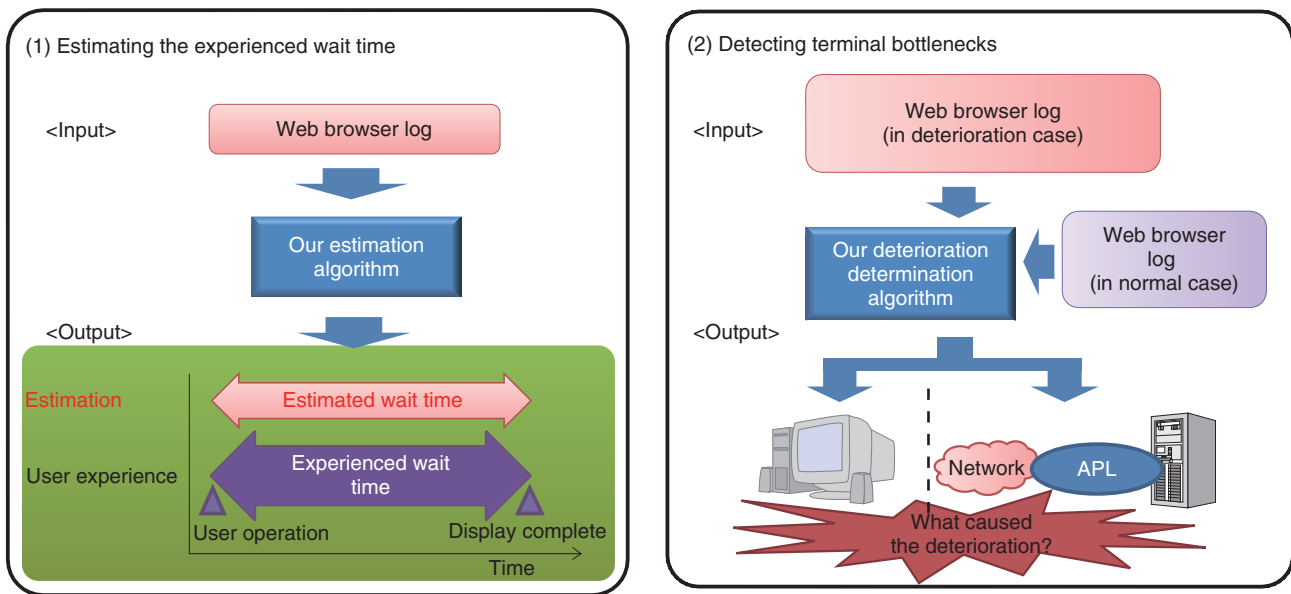 (1) Estimating the experienced wait time
<Input>
Web browser log
Our estimation
algorithm
<Output>
Estimation
Estimated wait time
User experience
Experienced wait
time
User operation
Display complete
Time
(2) Detecting terminal bottlenecks
<Input>
Web browser log
(in deterioration case)
Our deterioration
determination
algorithm
Web browser
log
(in normal case)
<Output>
Network
APL
What caused
the deterioration?